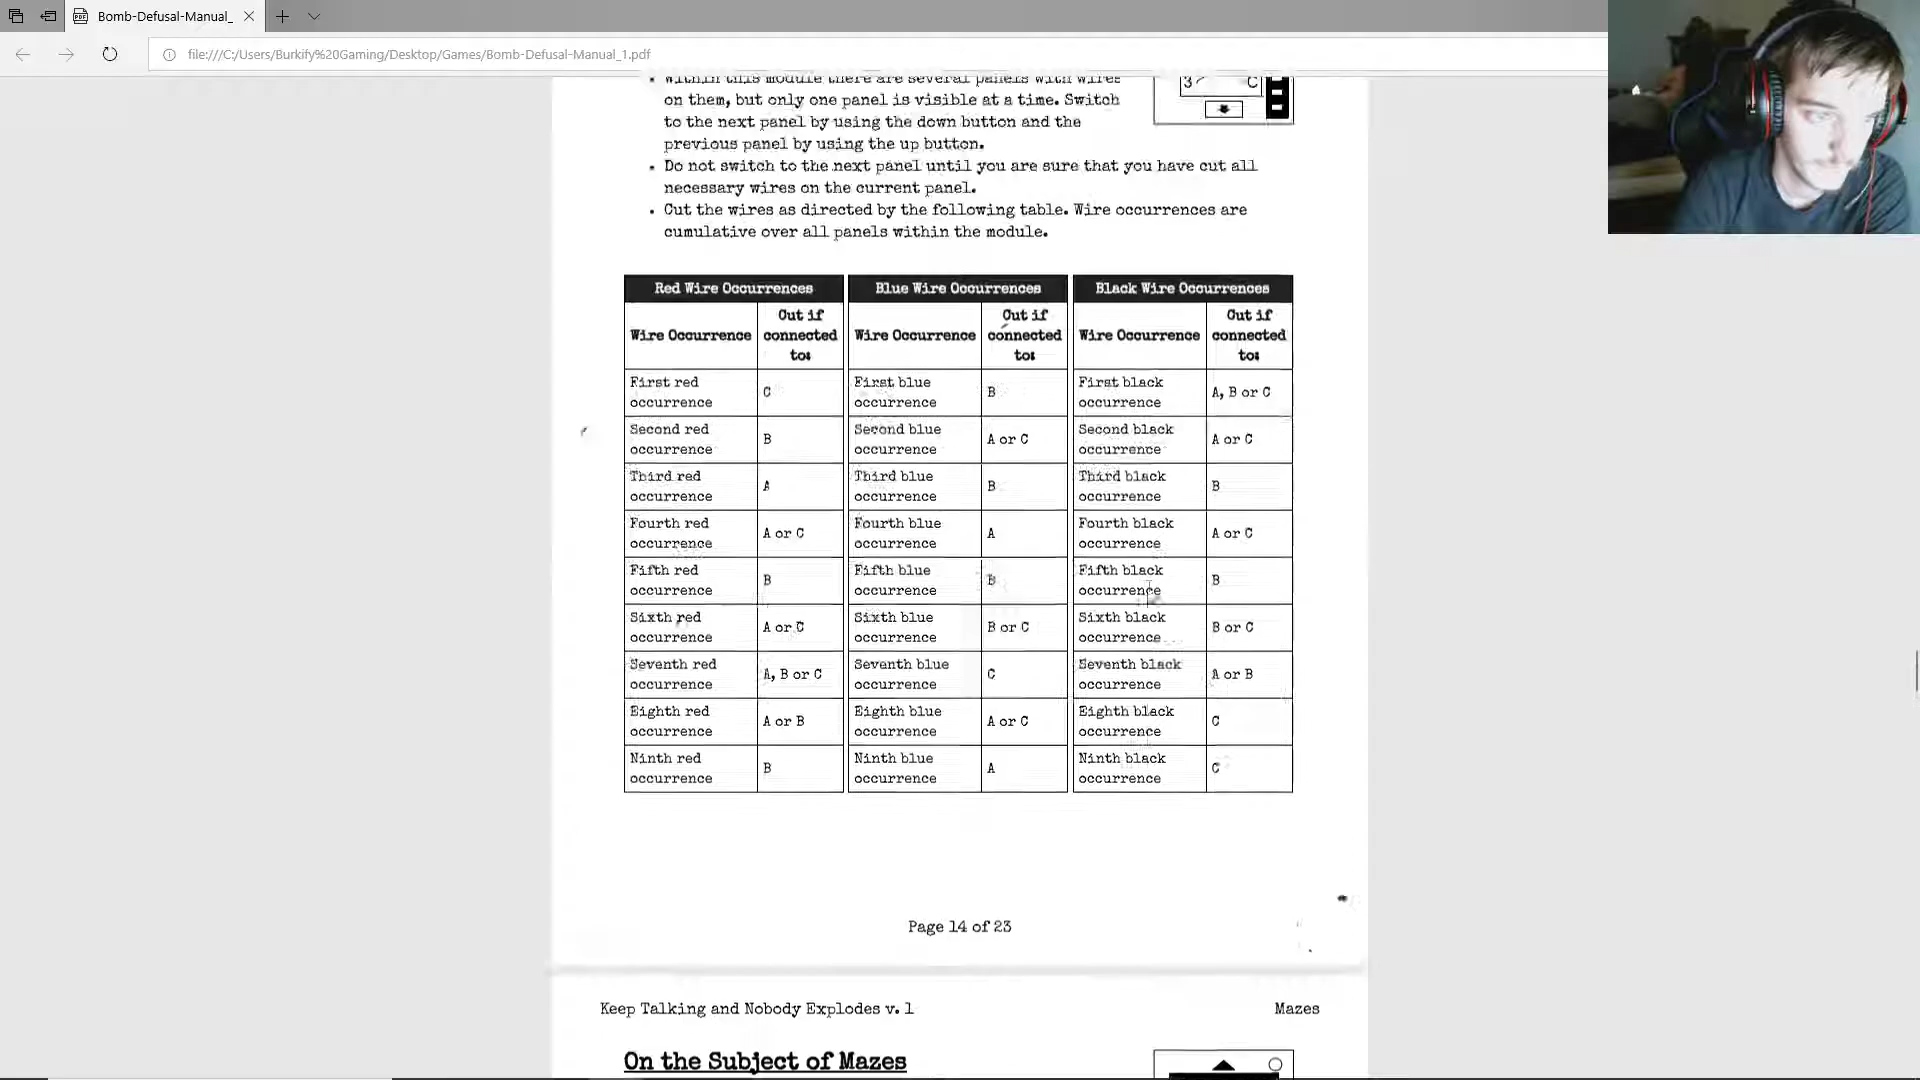 Bomb-Defusal-Manual_
file:///C:/Users/Burkify%20Gaming/Desktop/Games/Bomb-Defusal-Manual_1.pdf
Within this module there are several panels with wires
on them, but only one panel is visible at a time. Switch
to the next panel by using the down button and the
previous panel by using the up button.
3 C
• Do not switch to the next panel until you are sure that you have cut all
necessary wires on the current panel.
• Cut the wires as directed by the following table. Wire occurrences are
cumulative over all panels within the module.
Red Wire Occurrences
Wire Occurrence Cut if connected to:
First red occurrence C
Second red occurrence B
Third red occurrence A
Fourth red occurrence A or C
Fifth red occurrence B
Sixth red occurrence A or C
Seventh red occurrence A, B or C
Eighth red occurrence A or B
Ninth red occurrence B
Blue Wire Occurrences
Wire Occurrence Cut if connected to:
First blue occurrence B
Second blue occurrence A or C
Third blue occurrence B
Fourth blue occurrence A
Fifth blue occurrence B
Sixth blue occurrence B or C
Seventh blue occurrence C
Eighth blue occurrence A or C
Ninth blue occurrence A
Black Wire Occurrences
Wire Occurrence Cut if connected to:
First black occurrence A, B or C
Second black occurrence A or C
Third black occurrence B
Fourth black occurrence A or C
Fifth black occurrence B
Sixth black occurrence B or C
Seventh black occurrence A or B
Eighth black occurrence C
Ninth black occurrence C
Page 14 of 23
Keep Talking and Nobody Explodes v. 1 Mazes
On the Subject of Mazes